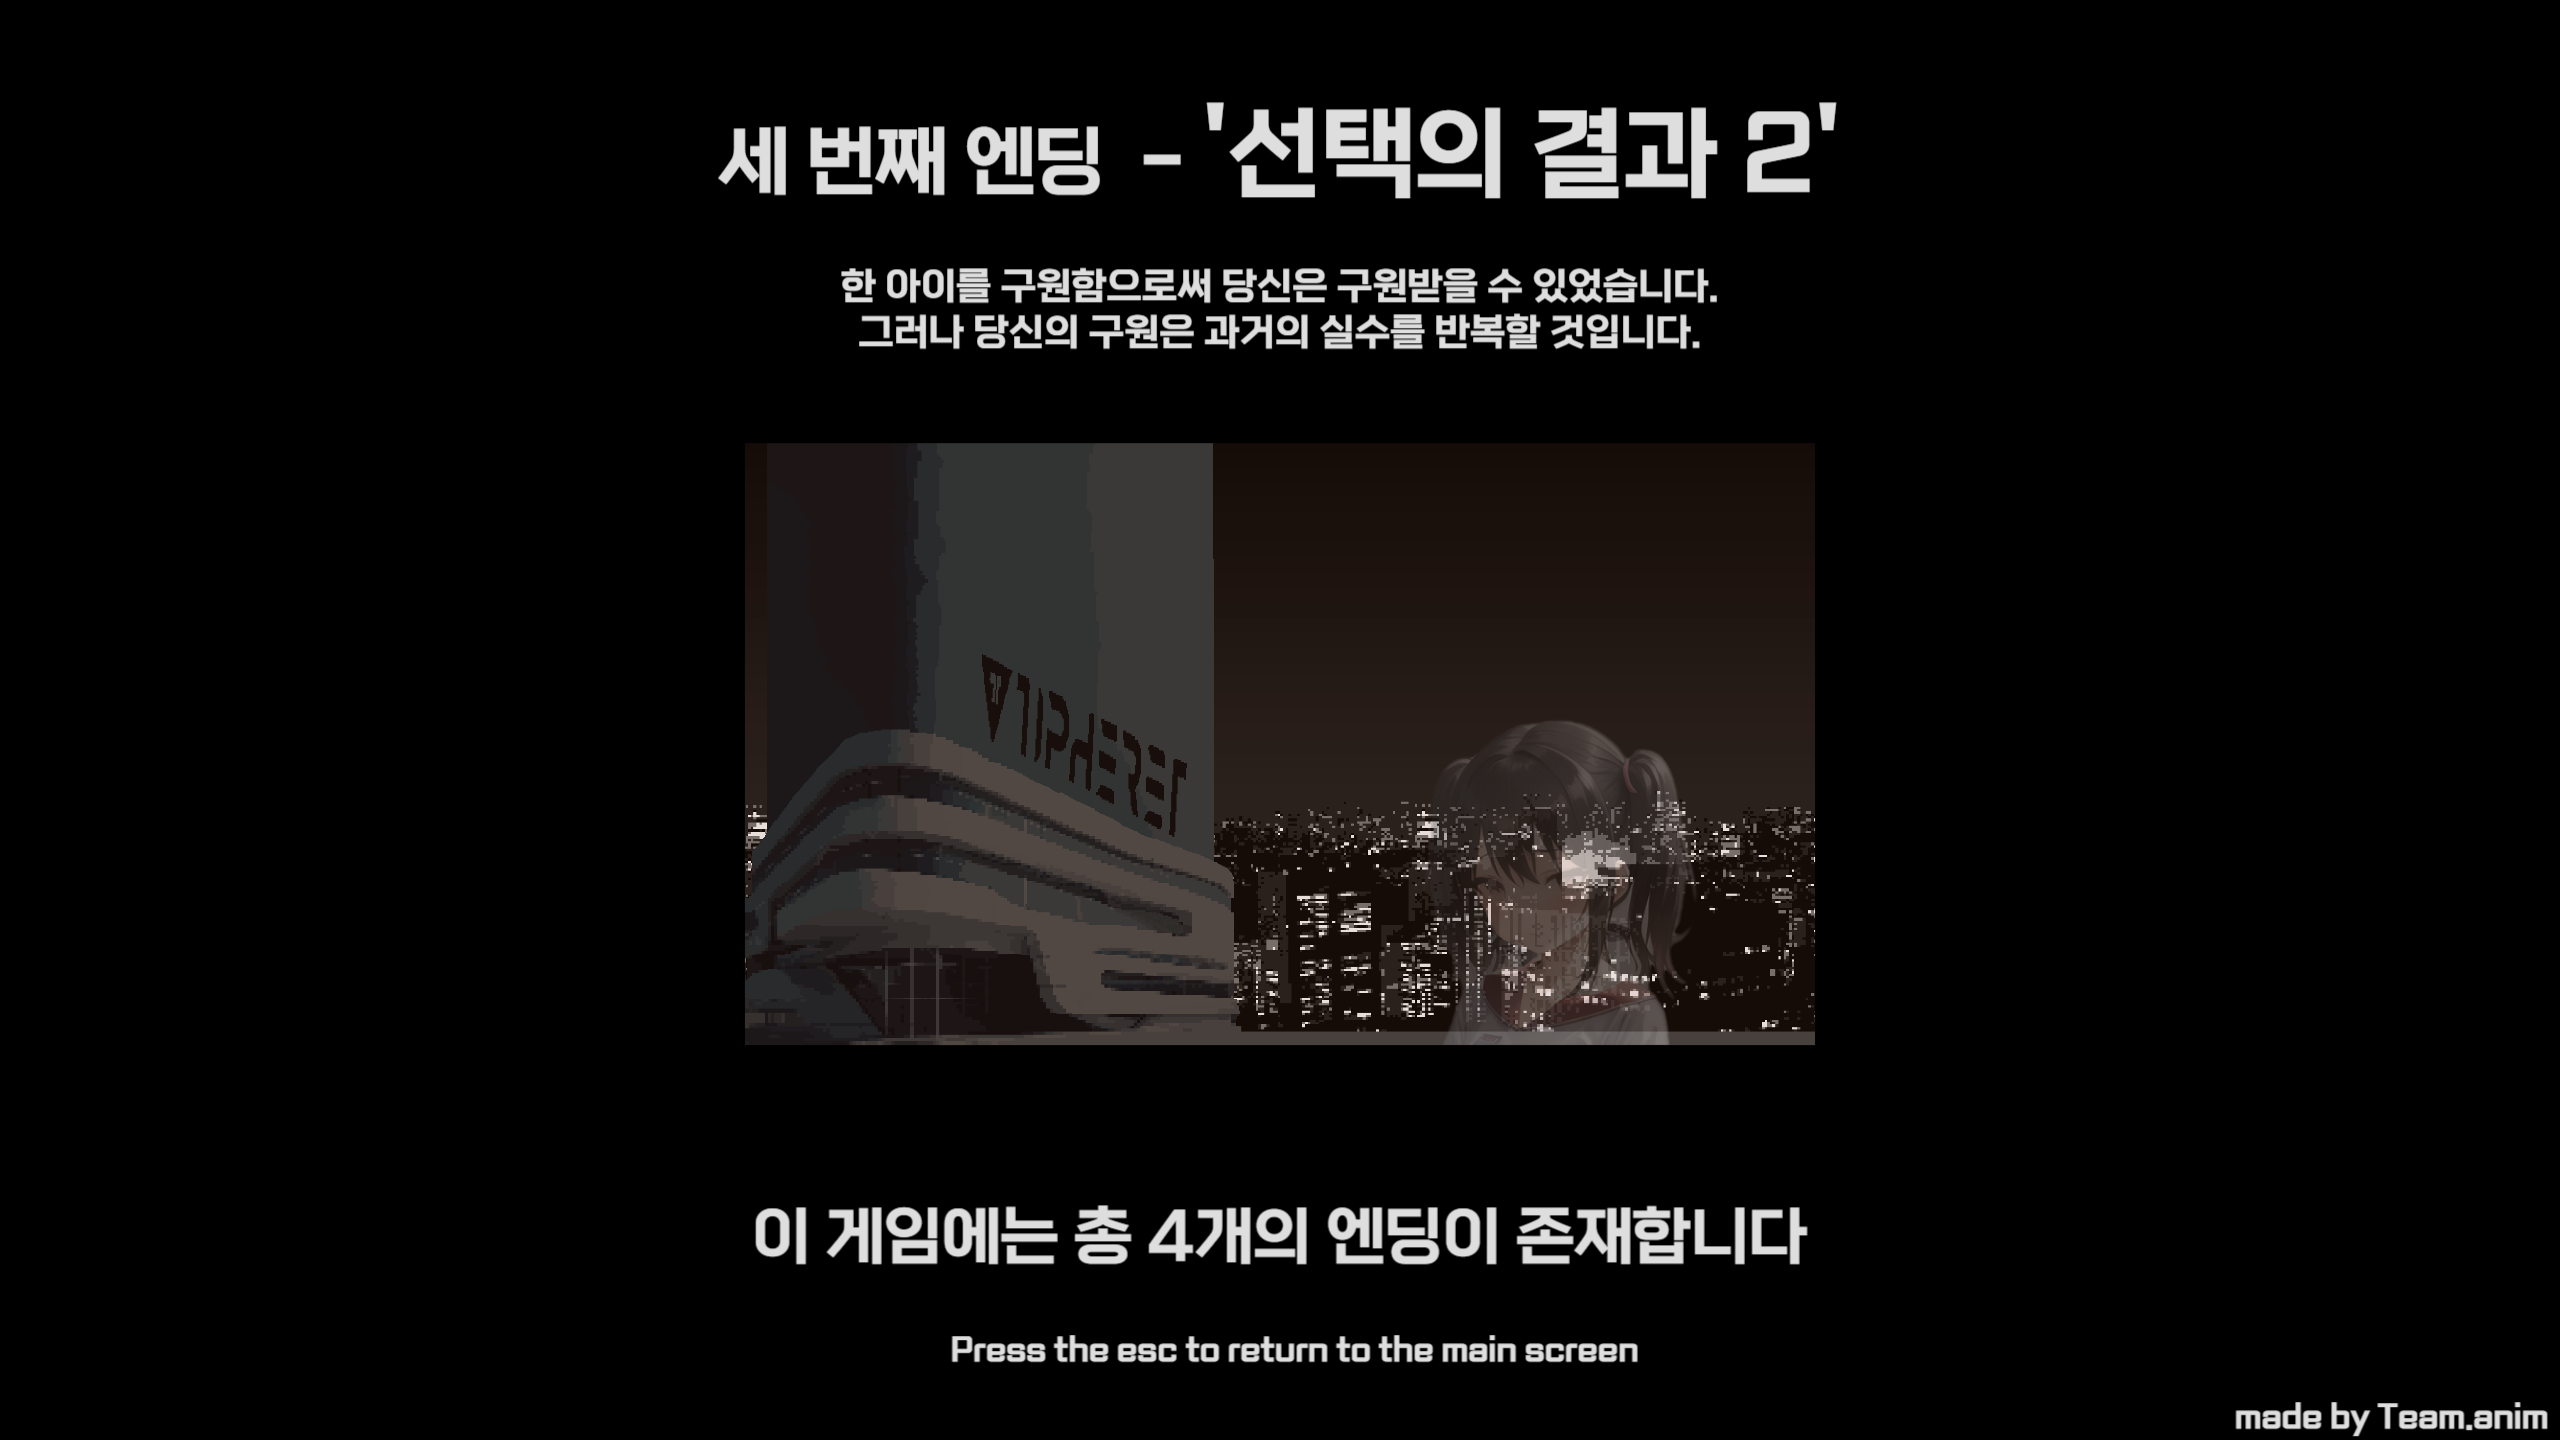 세 번째 엔딩 - '선택의 결과 2'
한 아이를 구원함으로써 당신은 구원받을 수 있었습니다.
그러나 당신의 구원은 과거의 실수를 반복할 것입니다.
TIPhERET
이 게임에는 총 4개의 엔딩이 존재합니다
Press the esc to return to the main screen
made by Team.anim